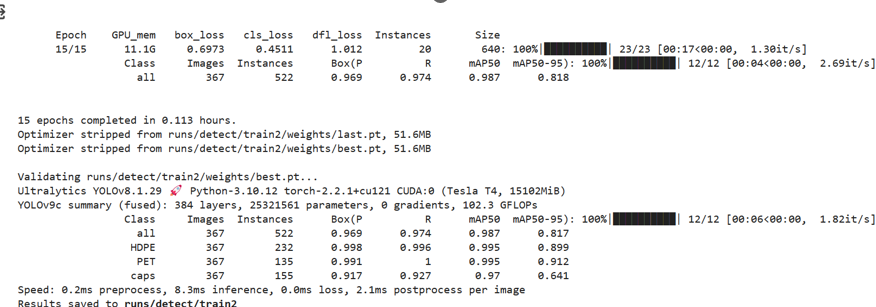 Epoch GPU_mem box_loss cls_loss dfl_loss Instances Size
15/15 11.1G 0.6973 0.4511 1.012 20 640: 100%|██████████| 23/23 [00:17<00:00, 1.30it/s]
Class Images Instances Box(P R mAP50 mAP50-95): 100%|██████████| 12/12 [00:04<00:00, 2.69it/s]
all 367 522 0.969 0.974 0.987 0.818
15 epochs completed in 0.113 hours.
Optimizer stripped from runs/detect/train2/weights/last.pt, 51.6MB
Optimizer stripped from runs/detect/train2/weights/best.pt, 51.6MB
Validating runs/detect/train2/weights/best.pt...
Ultralytics YOLOv8.1.29 🚀 Python-3.10.12 torch-2.2.1+cu121 CUDA:0 (Tesla T4, 15102MiB)
YOLOv9c summary (fused): 384 layers, 25321561 parameters, 0 gradients, 102.3 GFLOPs
Class Images Instances Box(P R mAP50 mAP50-95): 100%|██████████| 12/12 [00:06<00:00, 1.82it/s]
all 367 522 0.969 0.974 0.987 0.817
HDPE 367 232 0.998 0.996 0.995 0.899
PET 367 135 0.991 1 0.995 0.912
caps 367 155 0.917 0.927 0.97 0.641
Speed: 0.2ms preprocess, 8.3ms inference, 0.0ms loss, 2.1ms postprocess per image
Results saved to runs/detect/train2